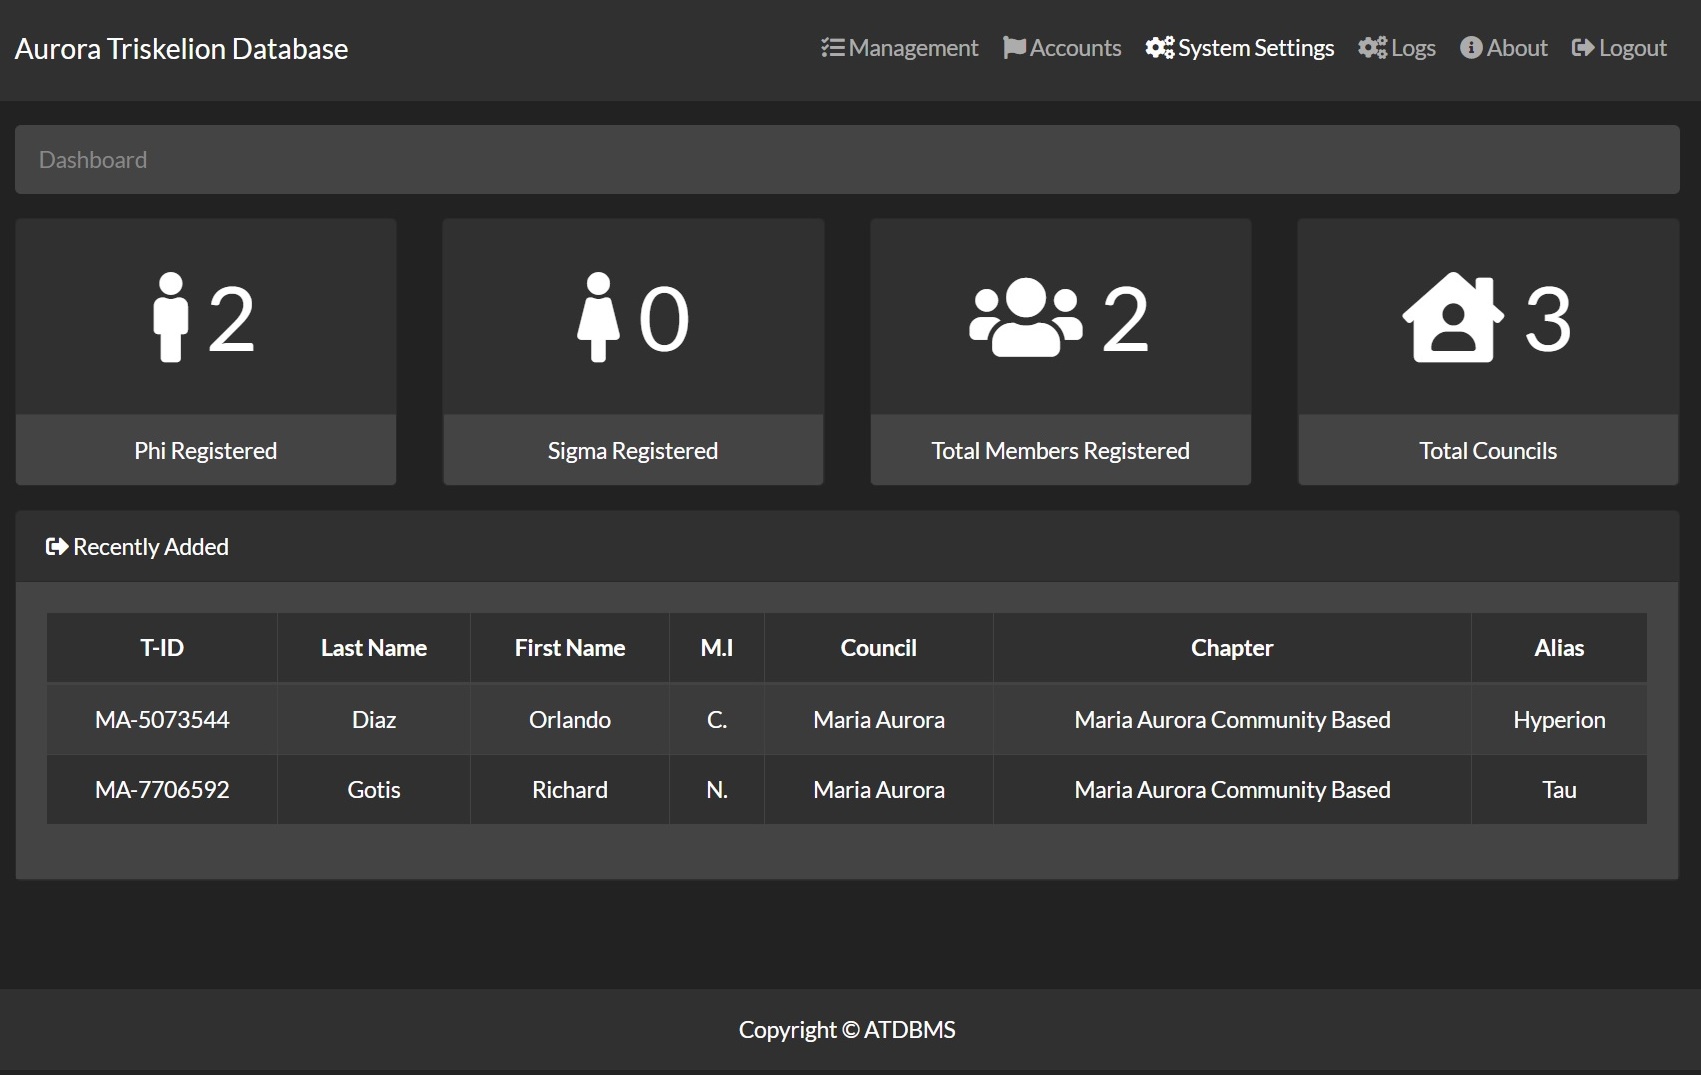 Aurora Triskelion Database
Management Accounts System Settings Logs About Logout
Dashboard
2 0 2 3
Phi Registered Sigma Registered Total Members Registered Total Councils
Recently Added
T-ID Last Name First Name M.I Council Chapter Alias
MA-5073544 Diaz Orlando C. Maria Aurora Maria Aurora Community Based Hyperion
MA-7706592 Gotis Richard N. Maria Aurora Maria Aurora Community Based Tau
Copyright © ATDBMS